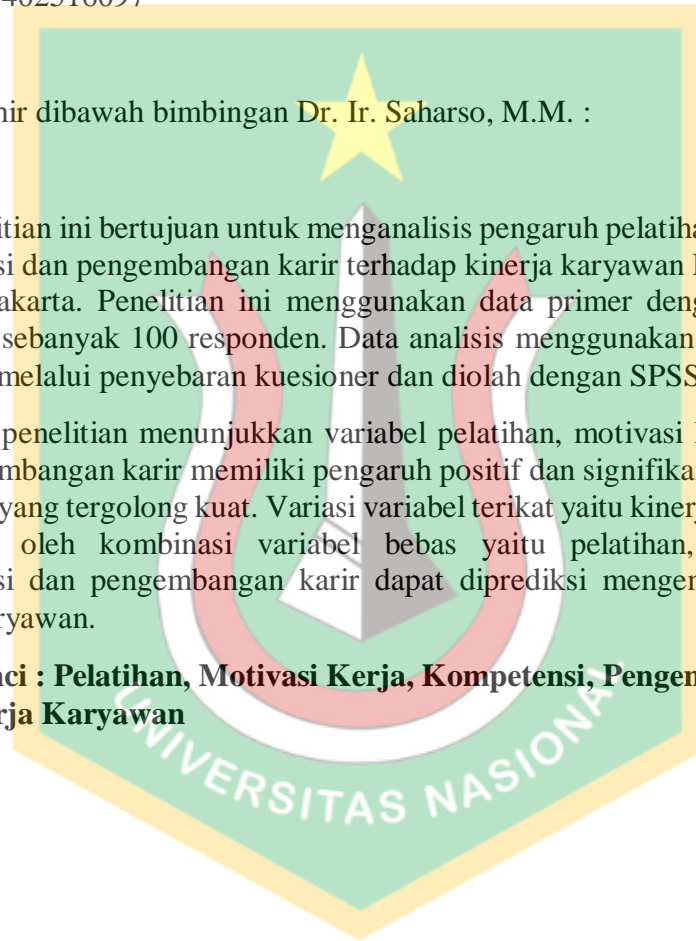 hir dibawah bimbingan Dr. Ir. Saharso, M.M. :
itian ini bertujuan untuk menganalisis pengaruh pelatiha
si dan pengembangan karir terhadap kinerja karyawan
akarta. Penelitian ini menggunakan data primer deng
sebanyak 100 responden. Data analisis menggunakan
melalui penyebaran kuesioner dan diolah dengan SPSS
penelitian menunjukkan variabel pelatihan, motivasi
mbangan karir memiliki pengaruh positif dan signifika
yang tergolong kuat. Variasi variabel terikat yaitu kinerj
oleh kombinasi variabel bebas yaitu pelatihan,
si dan pengembangan karir dapat diprediksi mengen
ryawan.
nci : Pelatihan, Motivasi Kerja, Kompetensi, Pengen
rja Karyawan
UNIVERSITAS NASIONAL